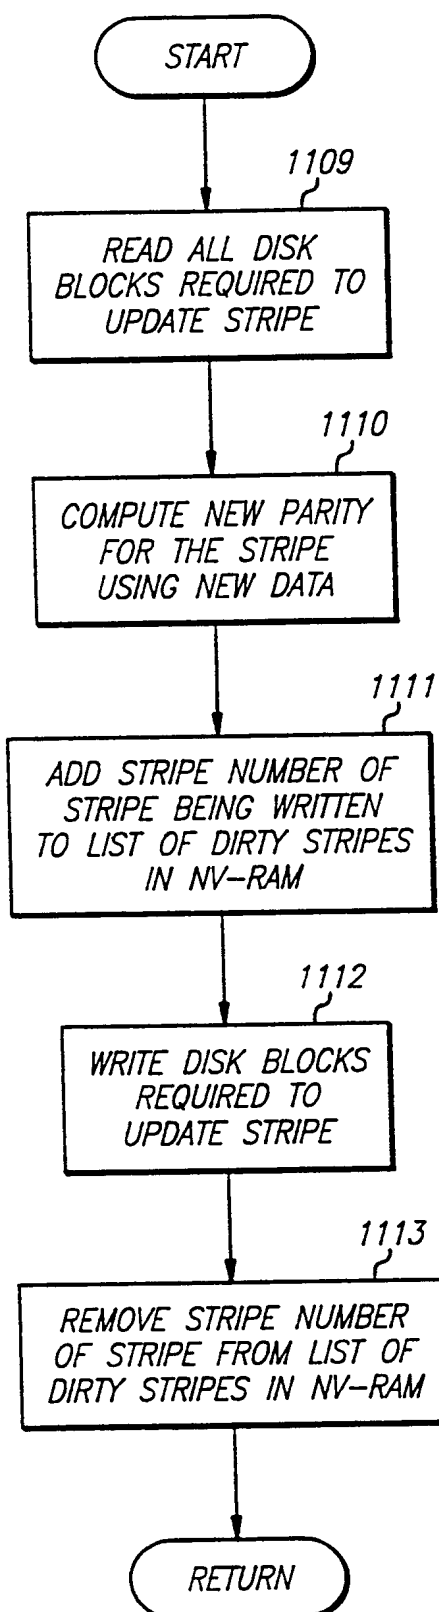 START
1109
READ ALL DISK
BLOCKS REQUIRED TO
UPDATE STRIPE
1110
COMPUTE NEW PARITY
FOR THE STRIPE
USING NEW DATA
1111
ADD STRIPE NUMBER OF
STRIPE BEING WRITTEN
TO LIST OF DIRTY STRIPES
IN NV-RAM
1112
WRITE DISK BLOCKS
REQUIRED TO
UPDATE STRIPE
1113
REMOVE STRIPE NUMBER
OF STRIPE FROM LIST OF
DIRTY STRIPES IN NV-RAM
RETURN